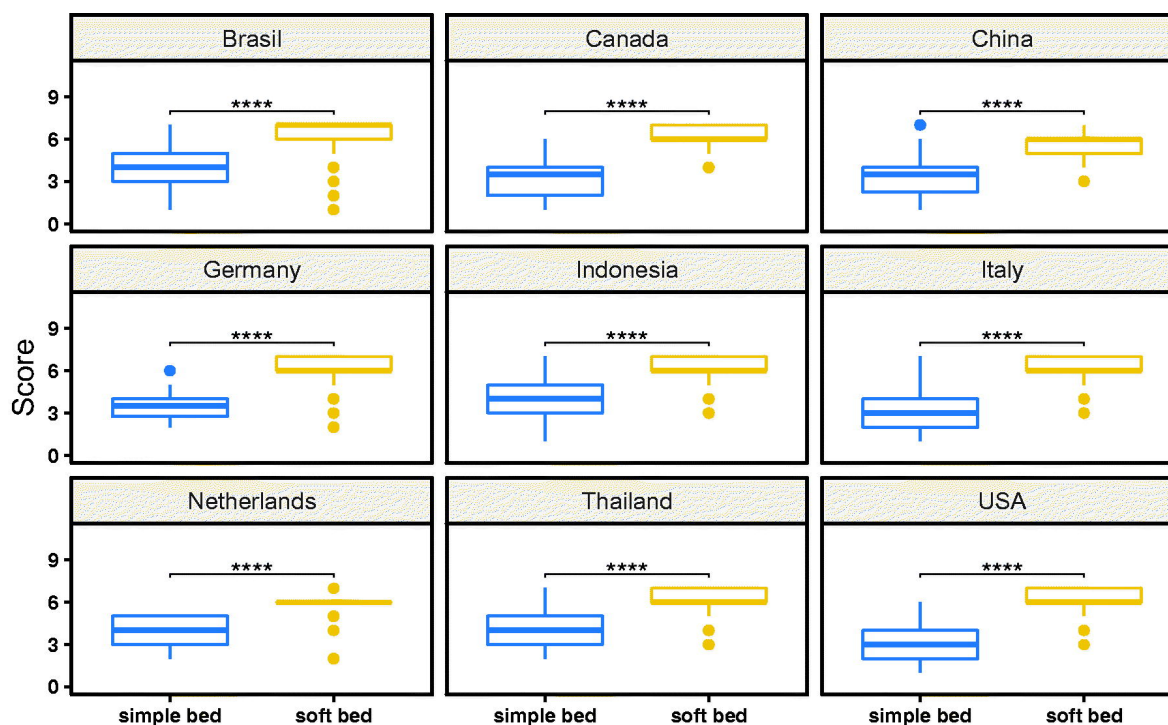 Brasil
Canada
China
9
6
3
0
****
****
****
Germany
Indonesia
Italy
Score
9
6
3
0
****
****
****
Netherlands
Thailand
USA
9
6
3
0
****
****
****
simple bed
soft bed
simple bed
soft bed
simple bed
soft bed